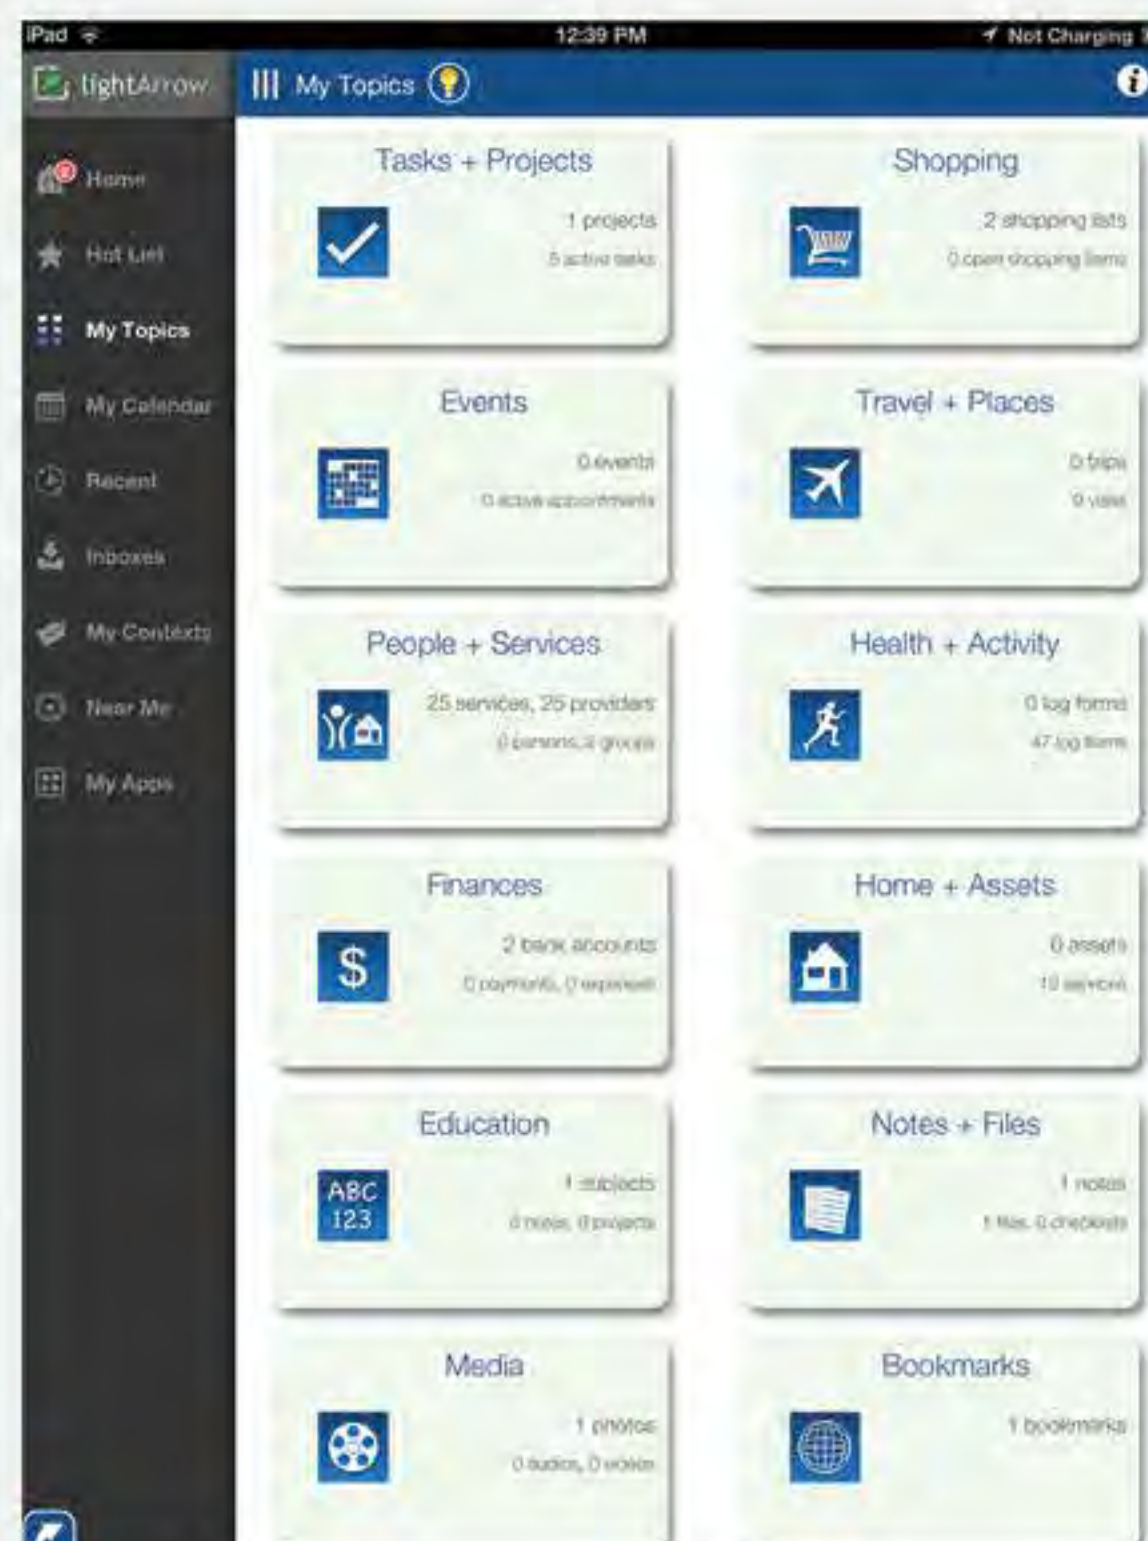 iPad
12:39 PM
Not Charging
lightArrow
My Topics
Home
Hot List
My Topics
My Calendar
Recent
Inboxes
My Contexts
Near Me
My Apps
Tasks + Projects
1 projects
5 active tasks
Shopping
2 shopping lists
0 open shopping items
Events
0 events
0 active appointments
Travel + Places
0 trips
0 visits
People + Services
25 services, 25 providers
0 persons, groups
Health + Activity
0 log forms
47 log items
Finances
2 bank accounts
0 payments, 0 expenses
Home + Assets
0 assets
services
Education
ABC
123
1 subjects
0 notes, 0 projects
Notes + Files
1 notes
1 files, 0 checklists
Media
1 photos
0 audios, 0 videos
Bookmarks
1 bookmarks